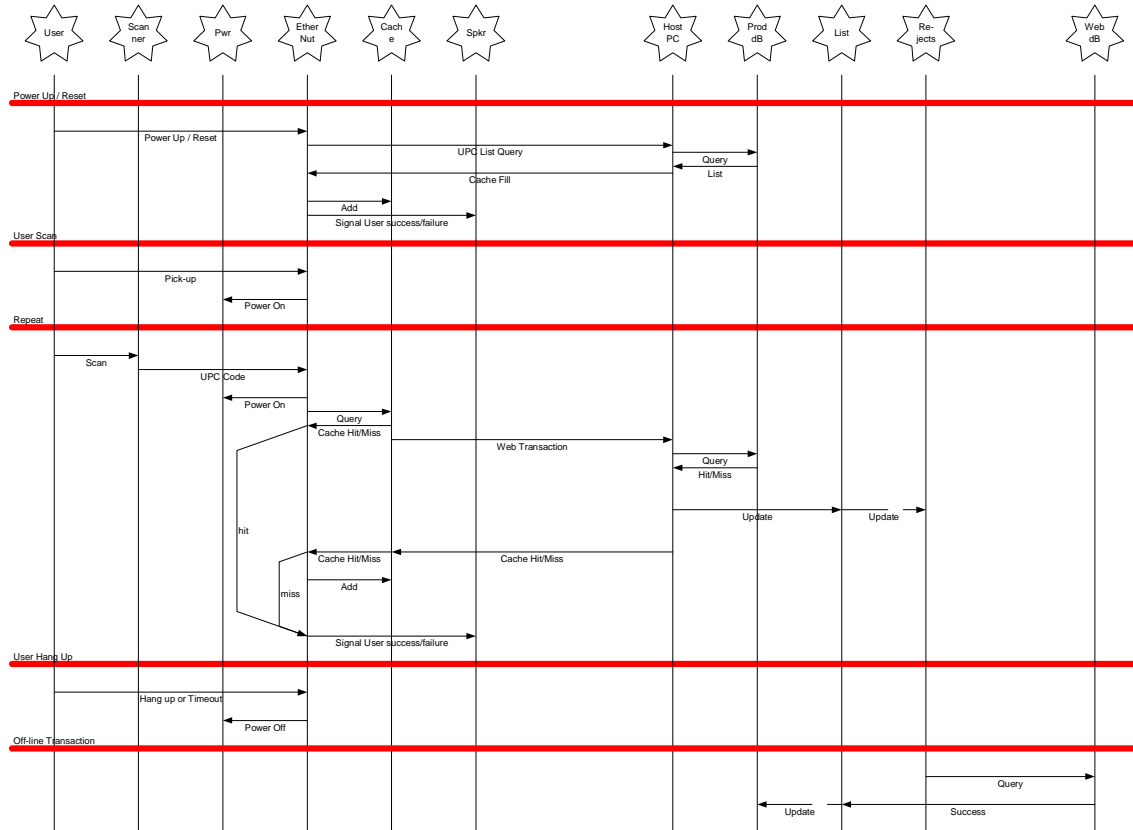 User
Scan
ner
Pwr
Ether
Nut
Cach
e
Spkr
Host
PC
Prod
dB
List
Re-
jects
Web
dB
Power Up / Reset
Power Up / Reset
UPC List Query
Query
List
Cache Fill
Add
Signal User success/failure
User Scan
Pick-up
Power On
Repeat
Scan
UPC Code
Power On
Query
Cache Hit/Miss
Web Transaction
Query
Hit/Miss
Update
Update
hit
Cache Hit/Miss
Cache Hit/Miss
Add
miss
Signal User success/failure
User Hang Up
Hang up or Timeout
Power Off
Off-line Transaction
Query
Update
Success